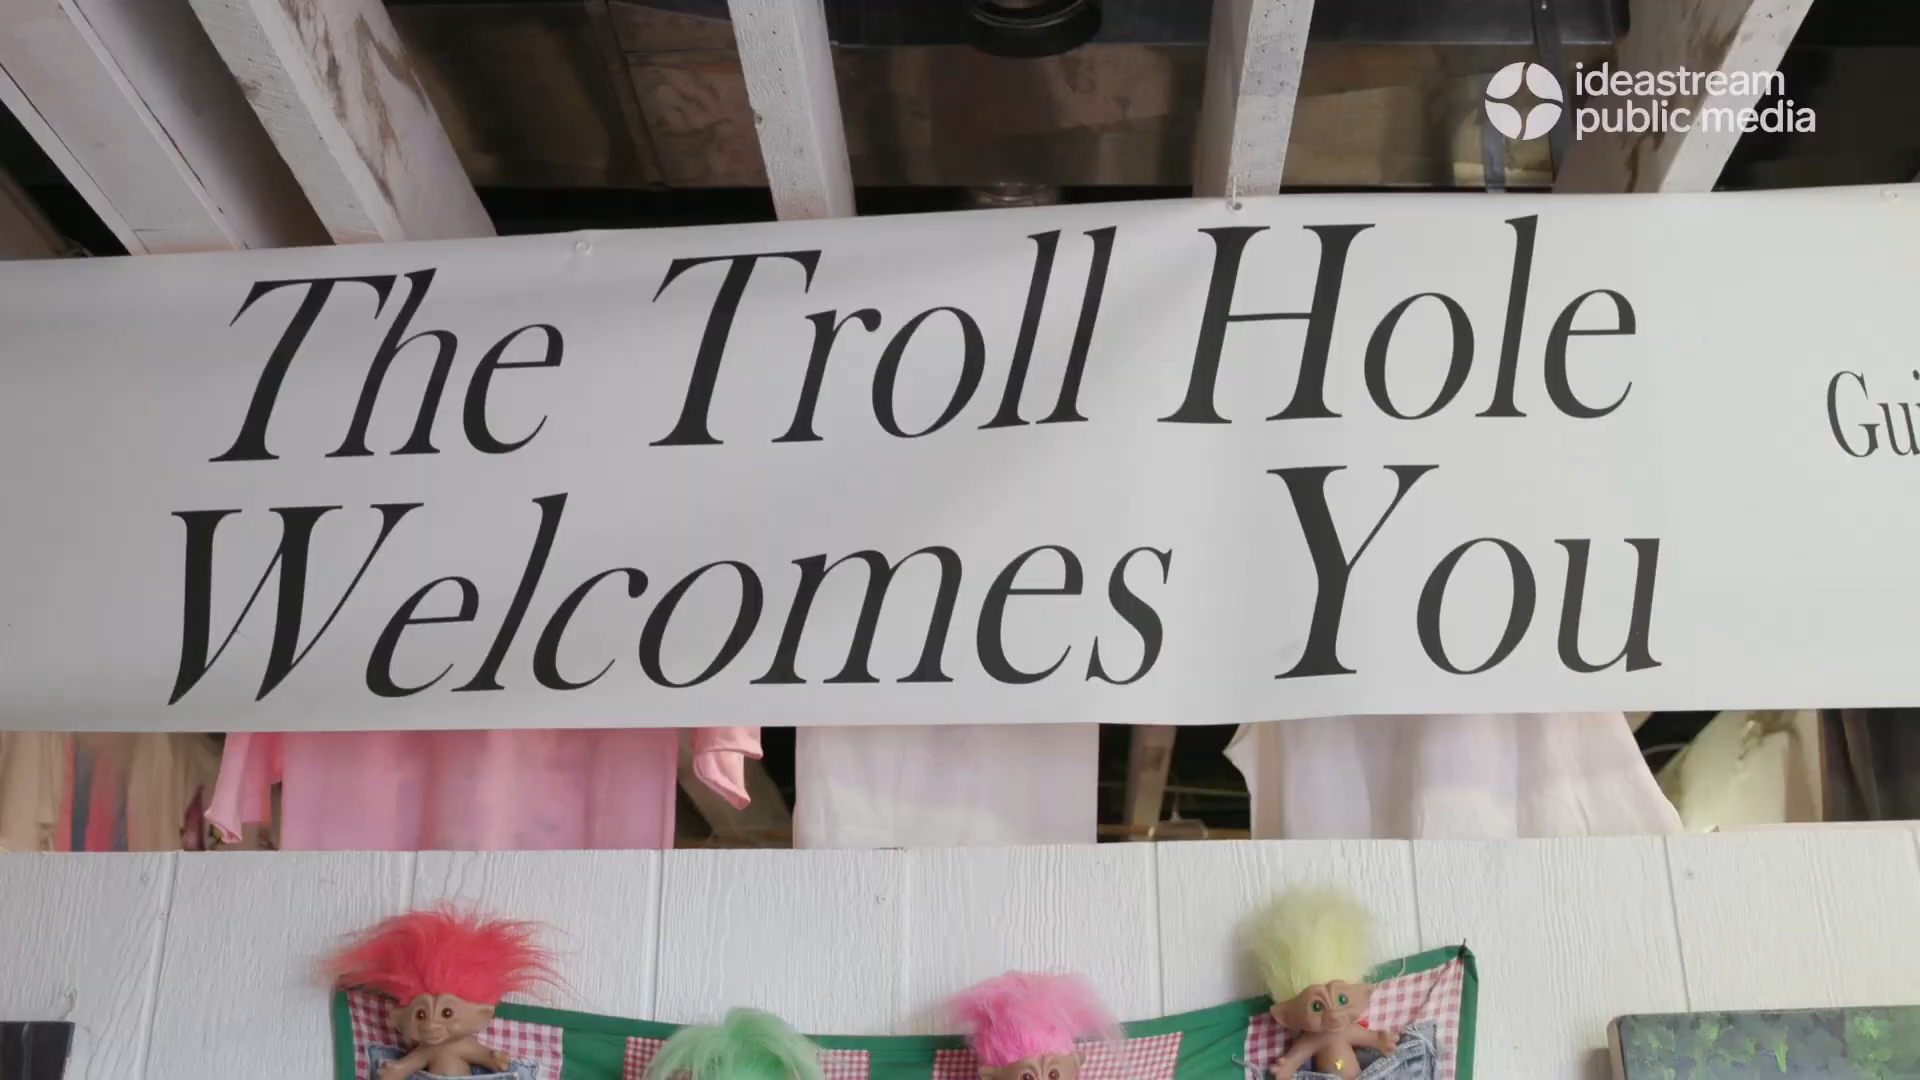 ideastream
public media
The Troll Hole
Welcomes You